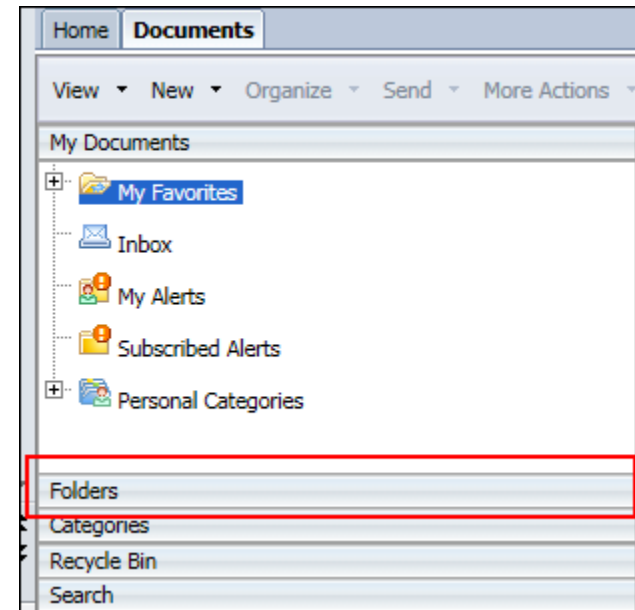 Home Documents
View New Organize Send More Actions
My Documents
My Favorites
Inbox
My Alerts
Subscribed Alerts
Personal Categories
Folders
Categories
Recycle Bin
Search